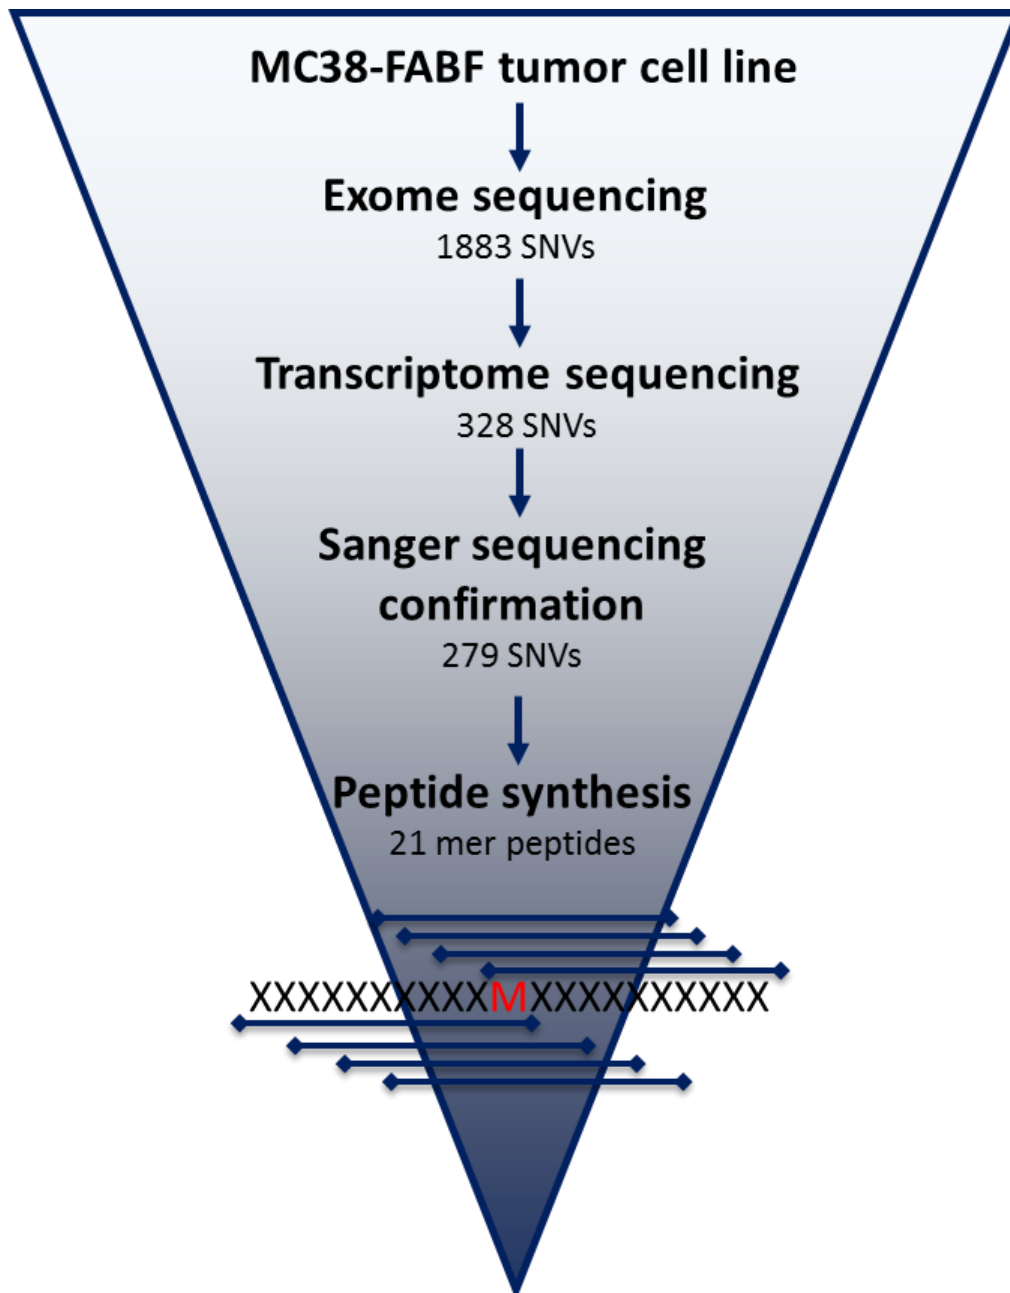 MC38-FABF tumor cell line
Exome sequencing
1883 SNVs
Transcriptome sequencing
328 SNVs
Sanger sequencing
confirmation
279 SNVs
Peptide synthesis
21 mer peptides
XXXXXXXXXXMXXXXXXXXXX